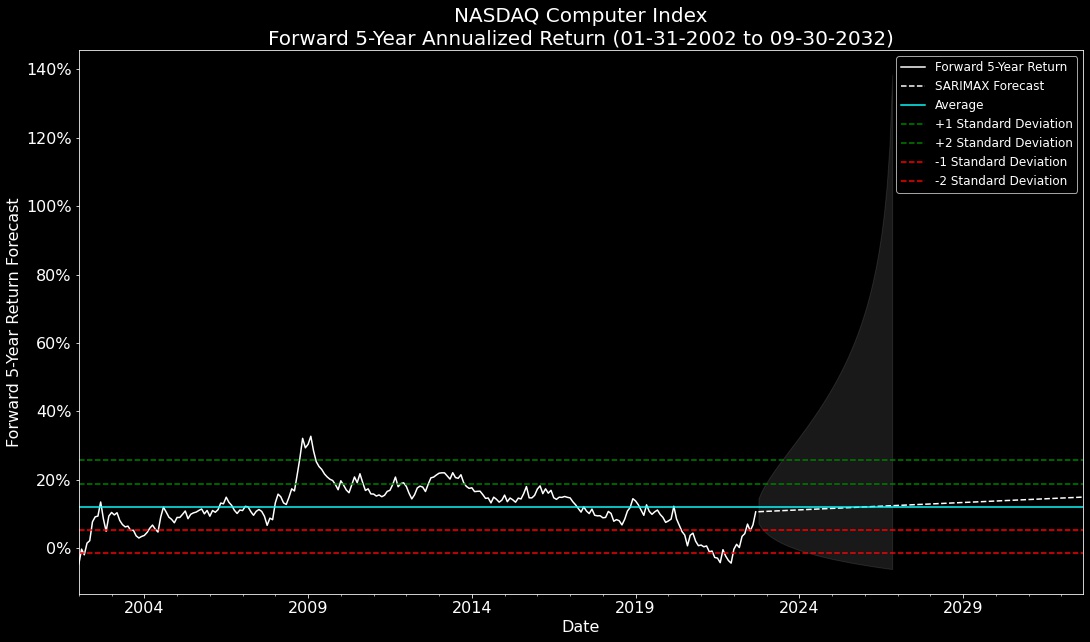 NASDAQ Computer Index
Forward 5-Year Annualized Return (01-31-2002 to 09-30-2032)
Forward 5-Year Return
SARIMAX Forecast
Average
+1 Standard Deviation
+2 Standard Deviation
-1 Standard Deviation
-2 Standard Deviation
Forward 5-Year Return Forecast
140%
120%
100%
80%
60%
40%
20%
0%
2004
2009
2014
2019
2024
2029
Date